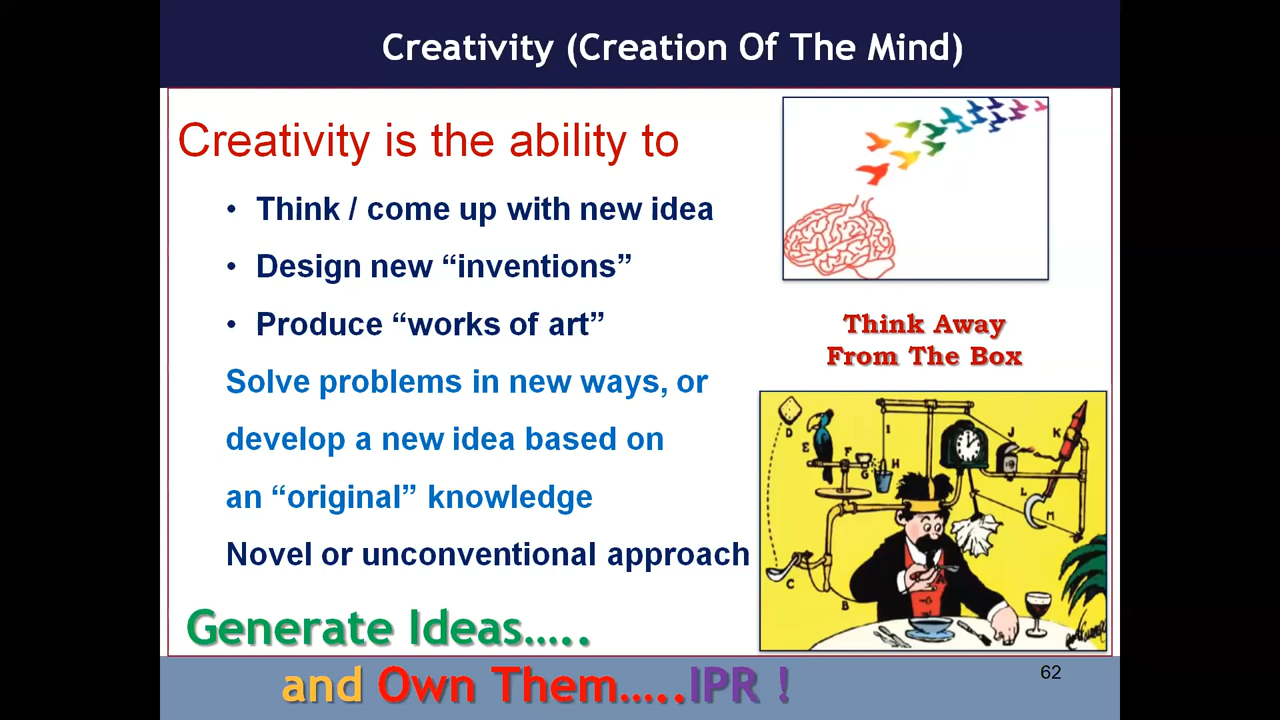 Creativity (Creation Of The Mind)
Creativity is the ability to
• Think / come up with new idea
• Design new “inventions”
• Produce “works of art”
Solve problems in new ways, or
develop a new idea based on
an “original” knowledge
Novel or unconventional approach
Generate Ideas…..
and Own Them…..IPR !
Think Away
From The Box
D
E
F
G
H
I
J
K
L
M
C
B
62